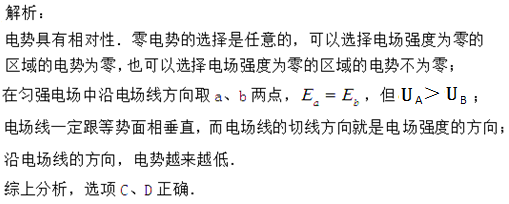 解析：
电势具有相对性．零电势的选择是任意的，可以选择电场强度为零的
区域的电势为零，也可以选择电场强度为零的区域的电势不为零；
在匀强电场中沿电场线方向取a、b两点，E_a = E_b，但U_A＞U_B；
电场线一定跟等势面相垂直，而电场线的切线方向就是电场强度的方向；
沿电场线的方向，电势越来越低．
综上分析，选项C、D正确．